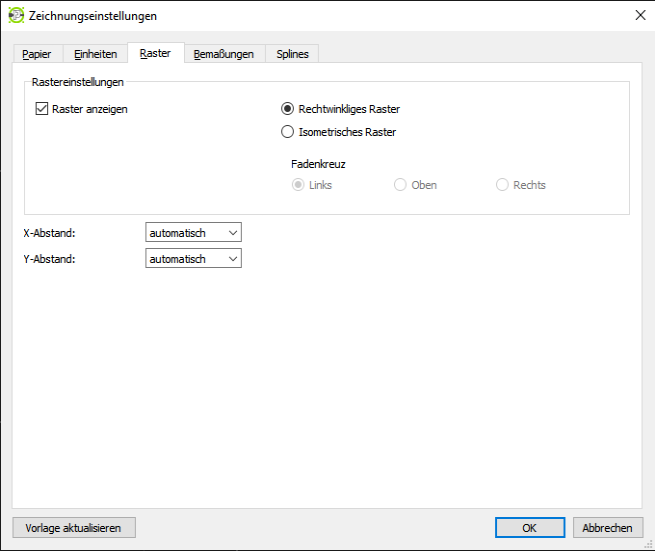 Zeichnungseinstellungen
Papier Einheiten Raster Bemaßungen Splines
Rastereinstellungen
Raster anzeigen
Rechtwinkliges Raster
Isometrisches Raster
Fadenkreuz
Links Oben Rechts
X-Abstand: automatisch
Y-Abstand: automatisch
Vorlage aktualisieren OK Abbrechen